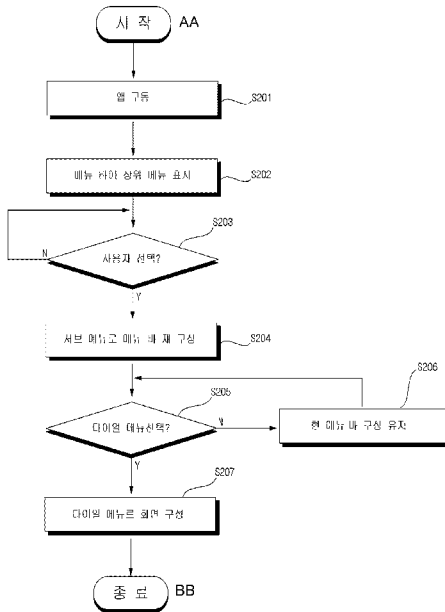 시 작 AA
앱 구동
S201
메뉴 바에 상위 메뉴 표시
S202
S203
사용자 선택?
N
Y
서브 메뉴로 메뉴 바 재 구성
S204
S205
S206
다이얼 메뉴선택?
N
현 메뉴 바 구성 유지
Y
S207
다이얼 메뉴로 화면 구성
종 료 BB